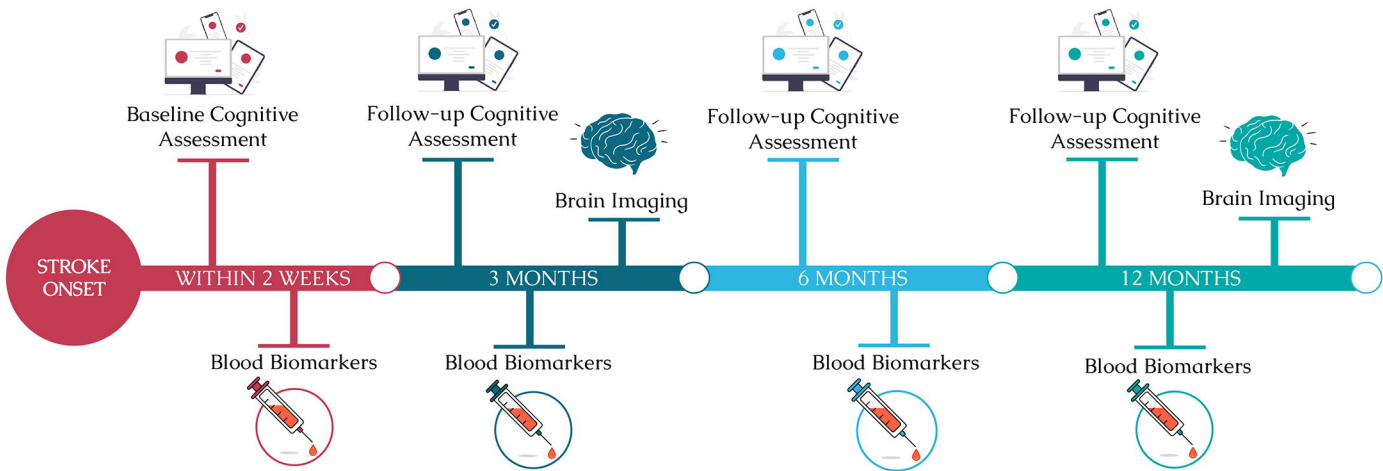 Baseline Cognitive
Assessment
Follow-up Cognitive
Assessment
Follow-up Cognitive
Assessment
Follow-up Cognitive
Assessment
Brain Imaging
Brain Imaging
STROKE
ONSET
WITHIN 2 WEEKS
3 MONTHS
6 MONTHS
12 MONTHS
Blood Biomarkers
Blood Biomarkers
Blood Biomarkers
Blood Biomarkers